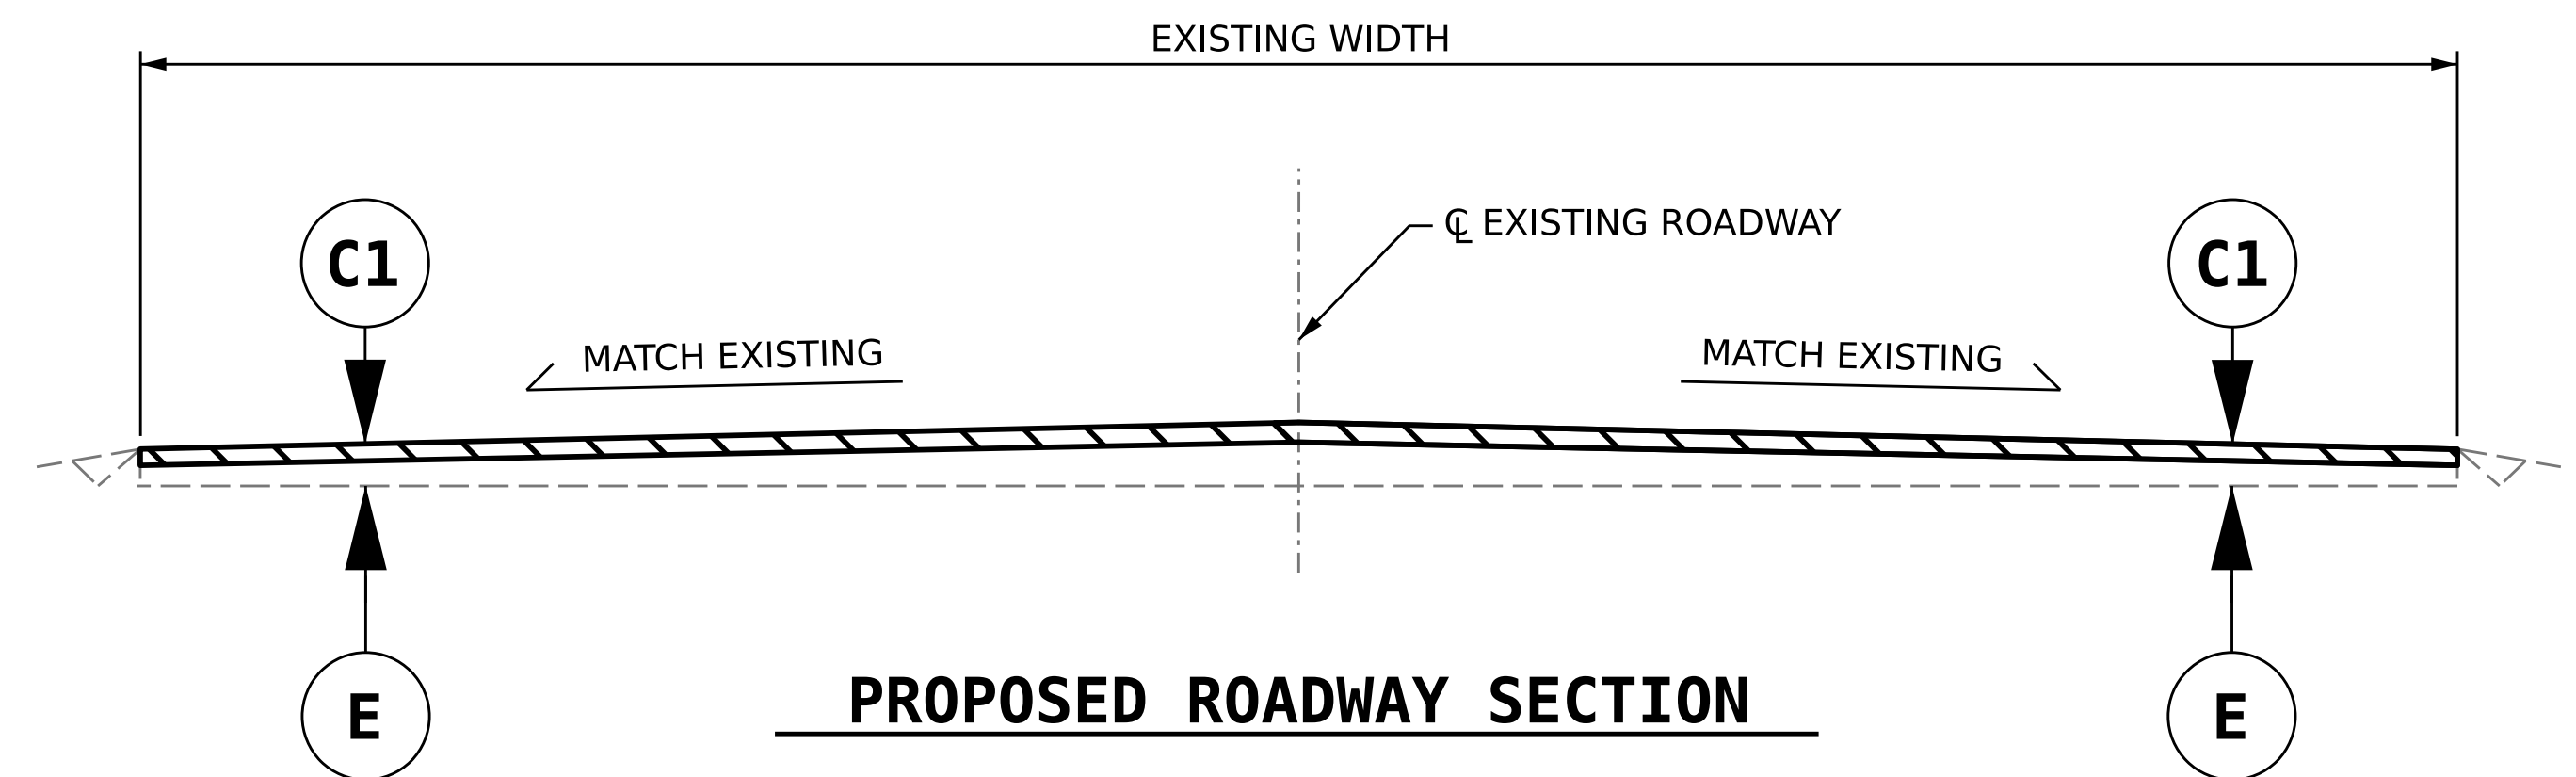 EXISTING WIDTH
℄ EXISTING ROADWAY
C1
C1
MATCH EXISTING
MATCH EXISTING
E
E
PROPOSED ROADWAY SECTION